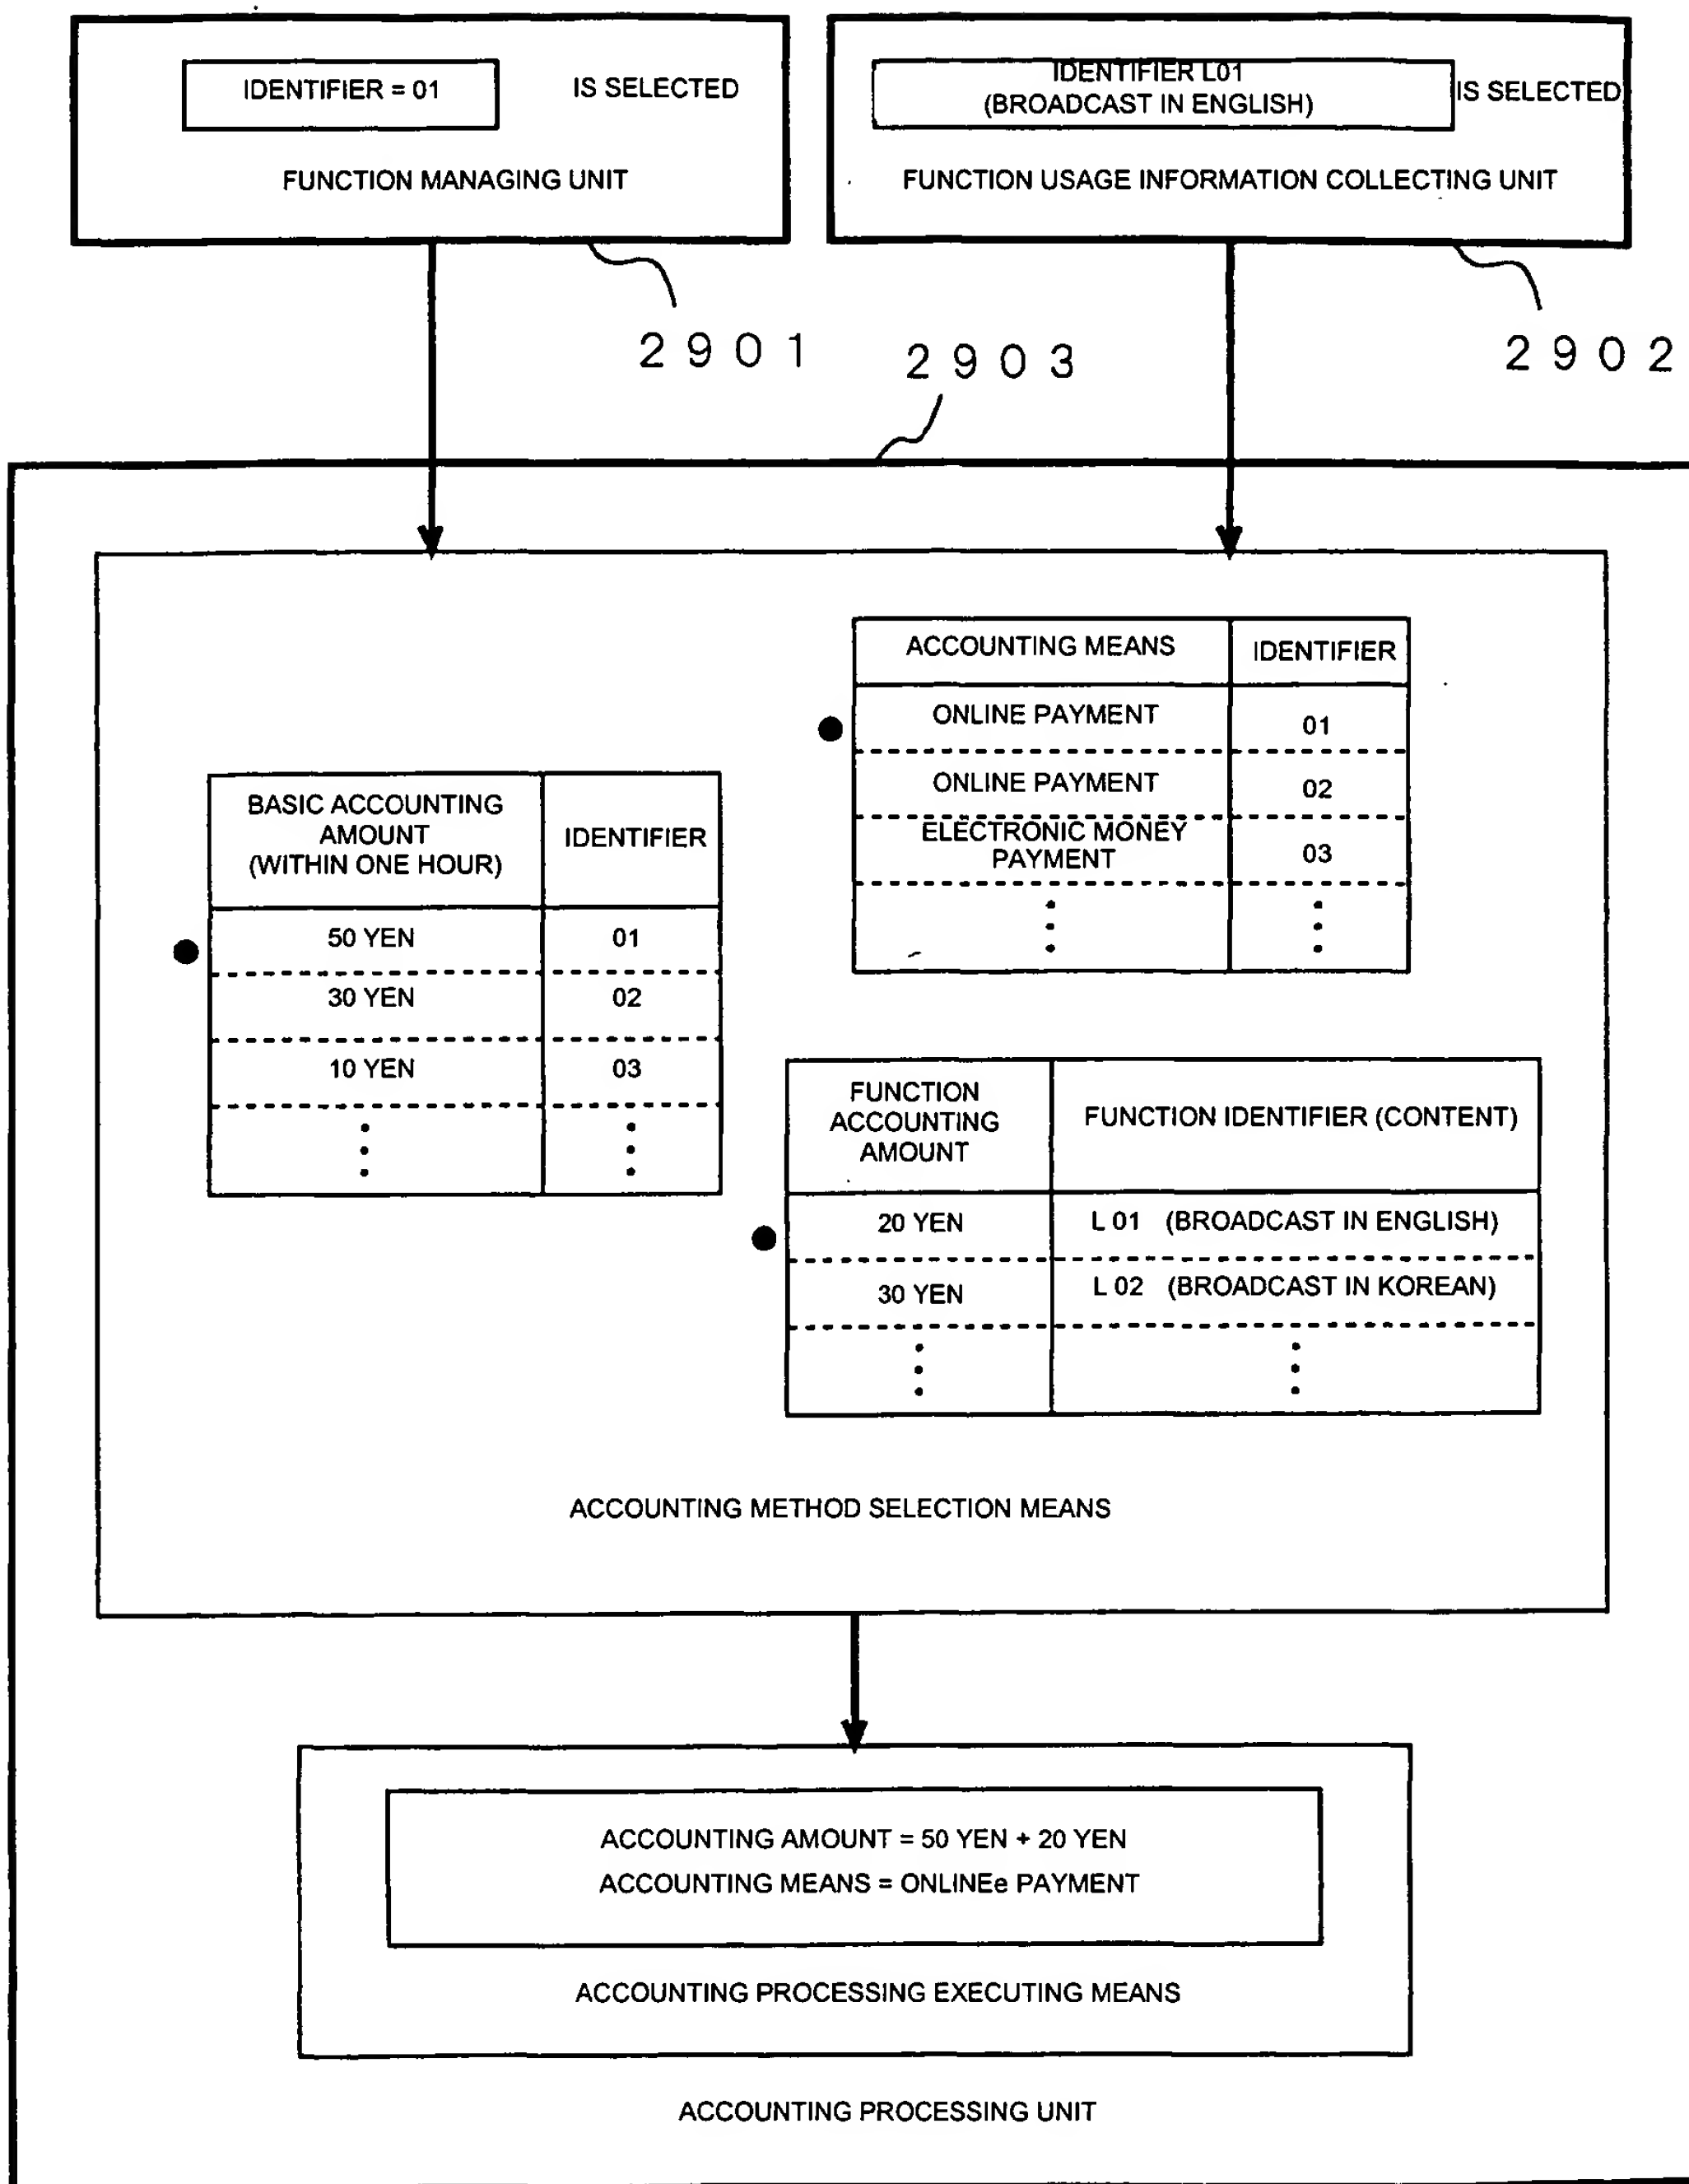 IDENTIFIER = 01
IS SELECTED
FUNCTION MANAGING UNIT
IDENTIFIER L01
(BROADCAST IN ENGLISH)
IS SELECTED
FUNCTION USAGE INFORMATION COLLECTING UNIT
2901
2903
2902
ACCOUNTING MEANS IDENTIFIER
ONLINE PAYMENT 01
ONLINE PAYMENT 02
ELECTRONIC MONEY
PAYMENT 03
BASIC ACCOUNTING
AMOUNT
(WITHIN ONE HOUR)
IDENTIFIER
50 YEN 01
30 YEN 02
10 YEN 03
FUNCTION
ACCOUNTING
AMOUNT
FUNCTION IDENTIFIER (CONTENT)
20 YEN L 01 (BROADCAST IN ENGLISH)
30 YEN L 02 (BROADCAST IN KOREAN)
ACCOUNTING METHOD SELECTION MEANS
ACCOUNTING AMOUNT = 50 YEN + 20 YEN
ACCOUNTING MEANS = ONLINEe PAYMENT
ACCOUNTING PROCESSING EXECUTING MEANS
ACCOUNTING PROCESSING UNIT